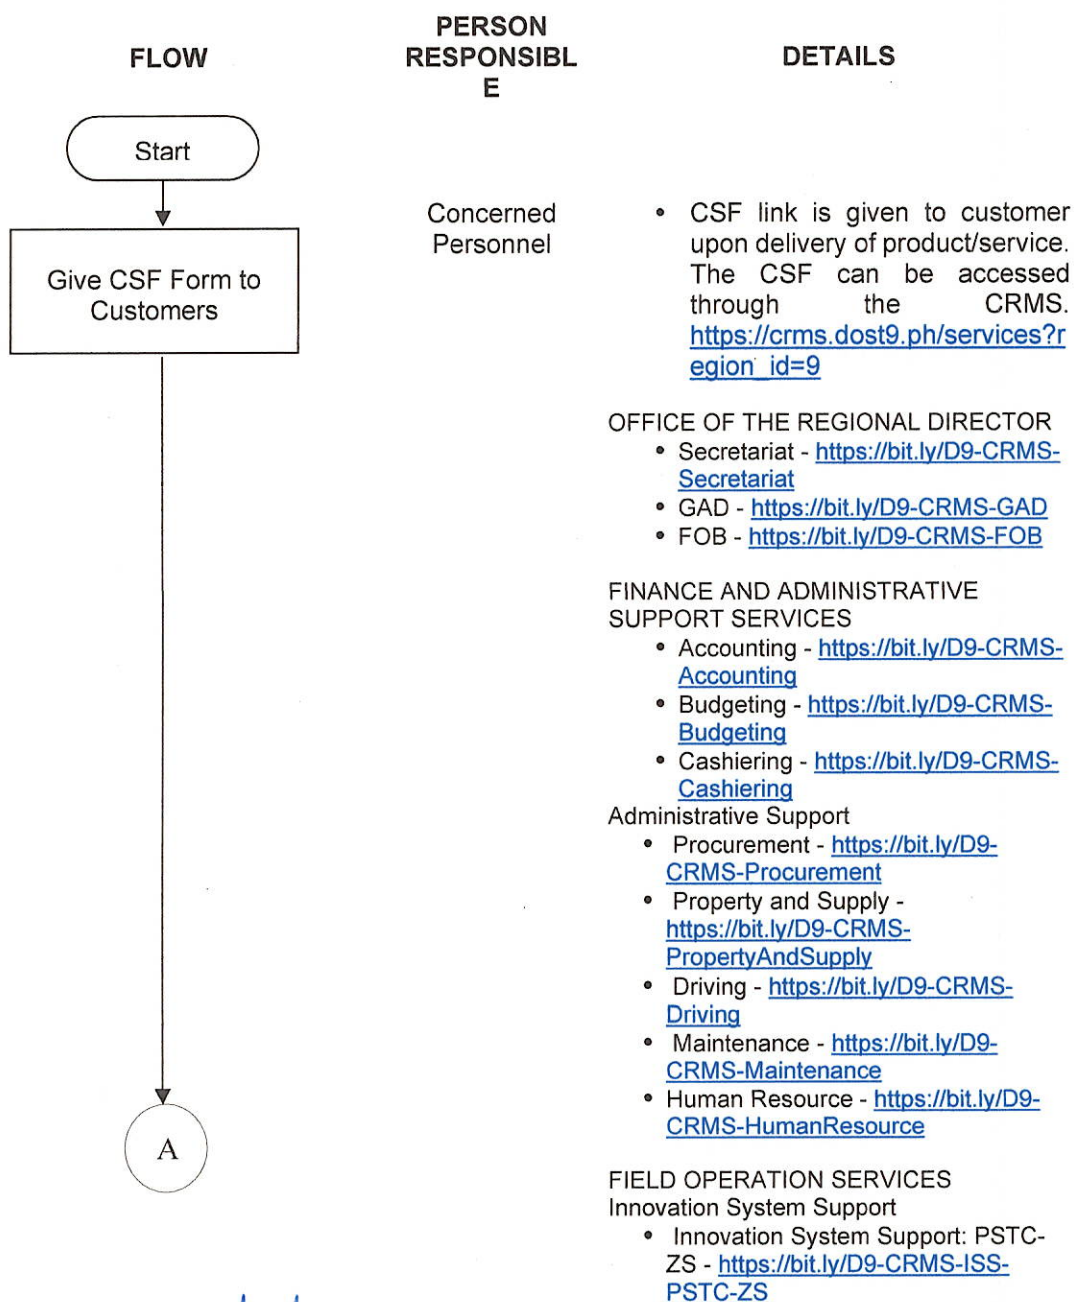 FLOW
PERSON
RESPONSIBL
E
DETAILS
Start
Give CSF Form to
Customers
A
Concerned
Personnel
• CSF link is given to customer
upon delivery of product/service.
The CSF can be accessed
through the CRMS.
https://crms.dost9.ph/services?r
egion_id=9
OFFICE OF THE REGIONAL DIRECTOR
• Secretariat - https://bit.ly/D9-CRMS-
Secretariat
• GAD - https://bit.ly/D9-CRMS-GAD
• FOB - https://bit.ly/D9-CRMS-FOB
FINANCE AND ADMINISTRATIVE
SUPPORT SERVICES
• Accounting - https://bit.ly/D9-CRMS-
Accounting
• Budgeting - https://bit.ly/D9-CRMS-
Budgeting
• Cashiering - https://bit.ly/D9-CRMS-
Cashiering
Administrative Support
• Procurement - https://bit.ly/D9-
CRMS-Procurement
• Property and Supply -
https://bit.ly/D9-CRMS-
PropertyAndSupply
• Driving - https://bit.ly/D9-CRMS-
Driving
• Maintenance - https://bit.ly/D9-
CRMS-Maintenance
• Human Resource - https://bit.ly/D9-
CRMS-HumanResource
FIELD OPERATION SERVICES
Innovation System Support
• Innovation System Support: PSTC-
ZS - https://bit.ly/D9-CRMS-ISS-
PSTC-ZS